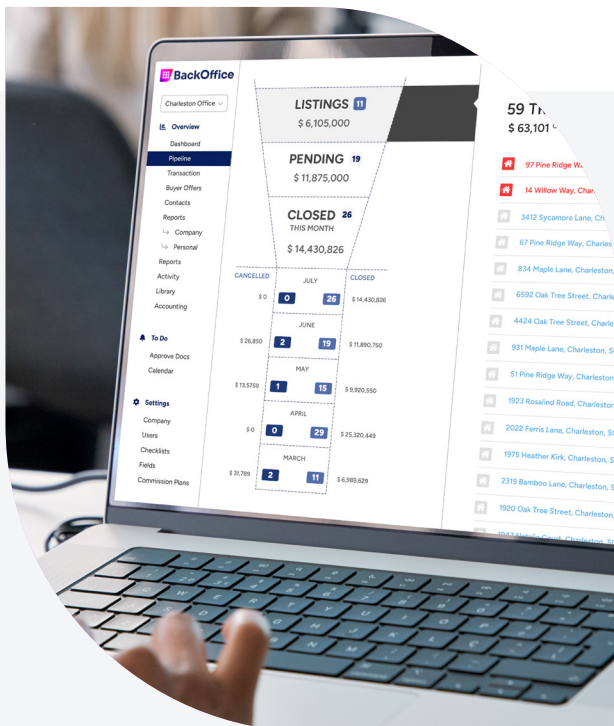 BackOffice
Charleston Office
Overview
Dashboard
Pipeline
Transaction
Buyer Offers
Contacts
Reports
Company
Personal
Reports
Activity
Library
Accounting
To Do
Approve Docs
Calendar
Settings
Company
Users
Checklists
Fields
Commission Plans
LISTINGS 11
$ 6,105,000
PENDING 19
$ 11,875,000
CLOSED 26
THIS MONTH
$ 14,430,826
CANCELLED CLOSED
JULY
$ 0 0 26 $ 14,430,826
JUNE
$ 26,850 2 19 $ 11,890,750
MAY
$ 13,5759 1 15 $ 9,920,550
APRIL
$ 0 0 29 $ 25,320,449
MARCH
$ 31,789 2 11 $ 6,989,629
59
$ 63,101
97 Pine Ridge
14 Willow Way,
3412 Sycamore Lane,
67 Pine Ridge Way,
834 Maple Lane, Charleston,
6592 Oak Tree Street,
4424 Oak Tree Street,
931 Maple Lane, Charleston,
51 Pine Ridge Way, Charleston
1923 Rosalind Road, Charleston
2022 Ferris Lane, Charleston,
1975 Heather Kirk, Charleston,
2319 Bamboo Lane, Charleston,
1920 Oak Tree Street, Charleston,